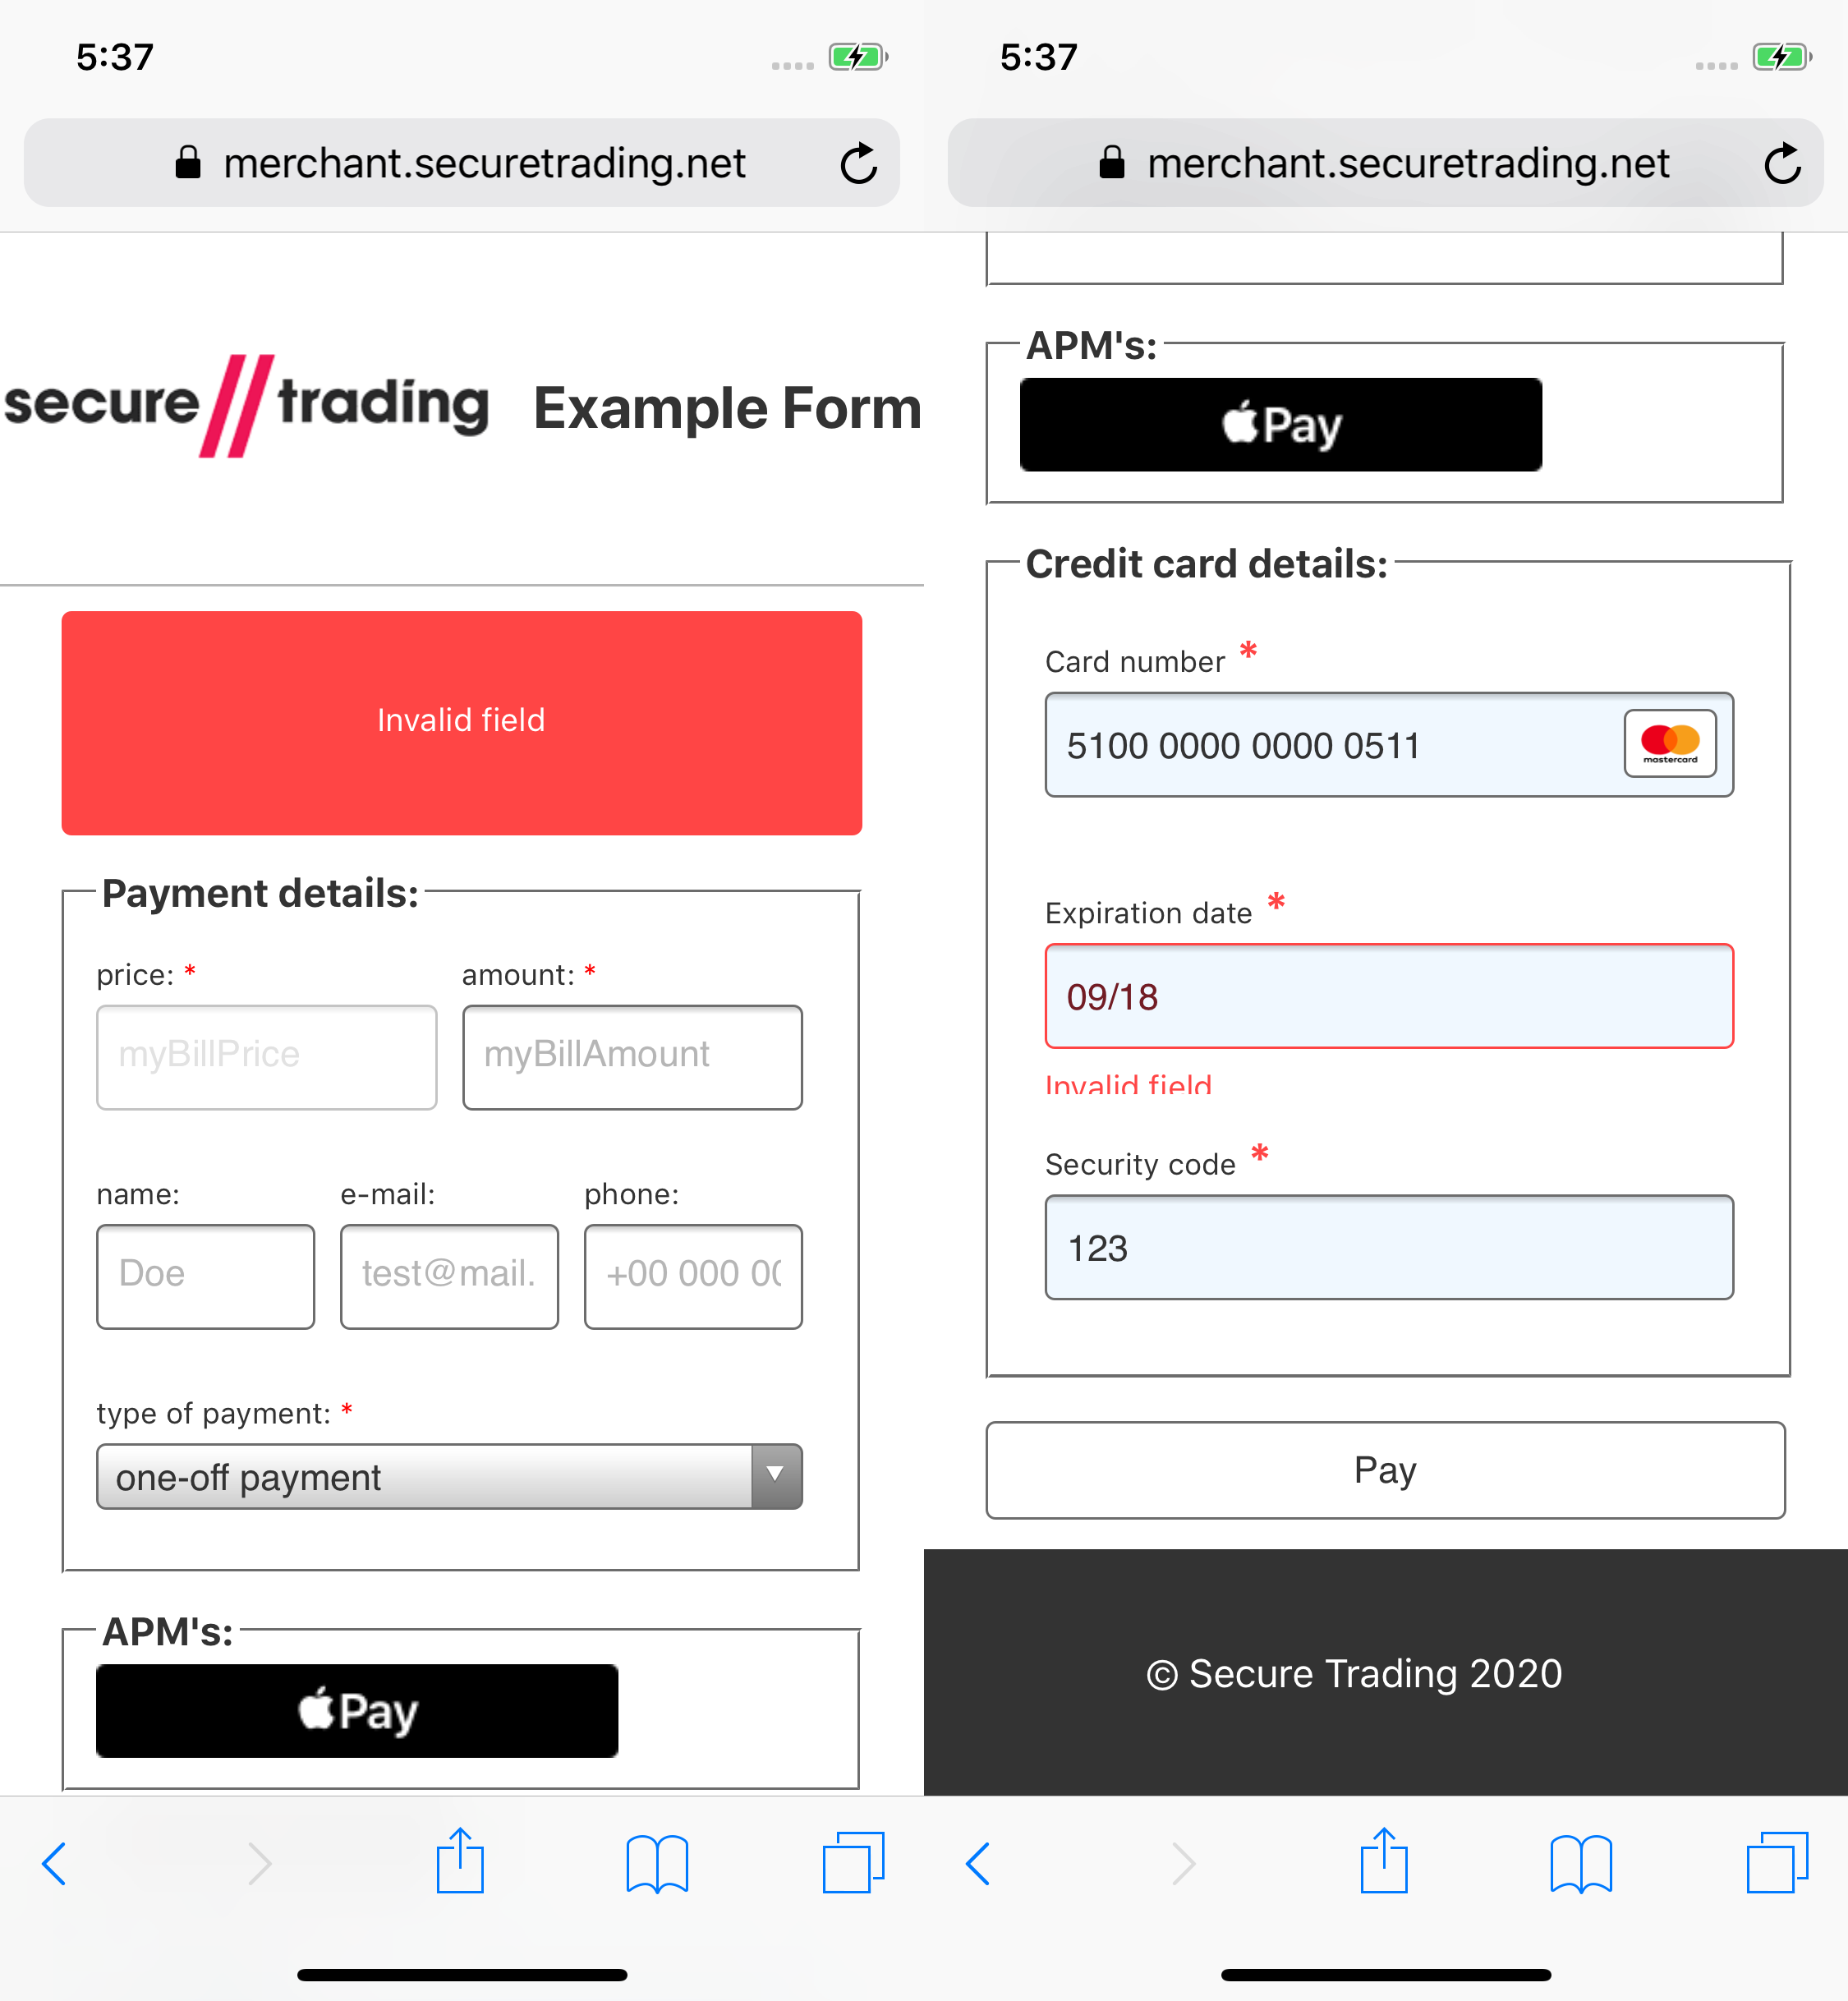 5:37
merchant.securetrading.net
secure//trading Example Form
Invalid field
Payment details:
price: * amount: *
myBillPrice myBillAmount
name: e-mail: phone:
Doe test@mail. +00 000 00
type of payment: *
one-off payment
APM's:
Pay
5:37
merchant.securetrading.net
APM's:
Pay
Credit card details:
Card number *
5100 0000 0000 0511
mastercard
Expiration date *
09/18
Invalid field
Security code *
123
Pay
© Secure Trading 2020